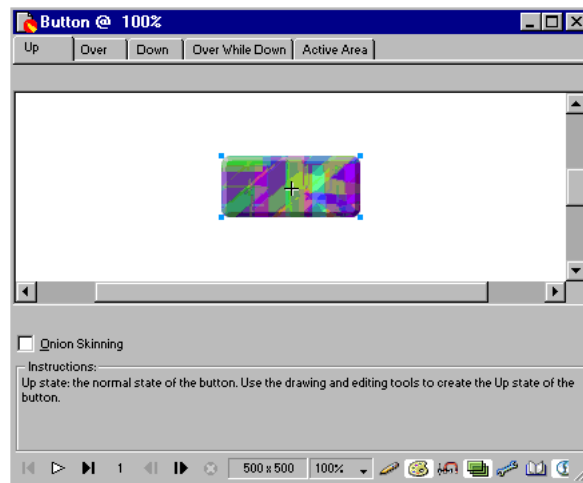 Button @ 100%
Up Over Down Over While Down Active Area
Onion Skinning
Instructions:
Up state: the normal state of the button. Use the drawing and editing tools to create the Up state of the
button.
1 500 x 500 100%